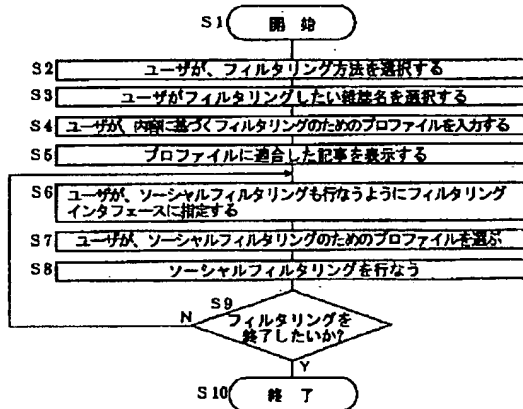 S1 開始
S2 ユーザが、フィルタリング方法を選択する
S3 ユーザがフィルタリングしたい雑誌名を選択する
S4 ユーザが、内容に基づくフィルタリングのためのプロファイルを入力する
S5 プロファイルに適合した記事を表示する
S6 ユーザが、ソーシャルフィルタリングも行なうようにフィルタリング
インタフェースに指定する
S7 ユーザが、ソーシャルフィルタリングのためのプロファイルを選ぶ
S8 ソーシャルフィルタリングを行なう
S9
N フィルタリングを
終了したいか?
Y
S10 終了